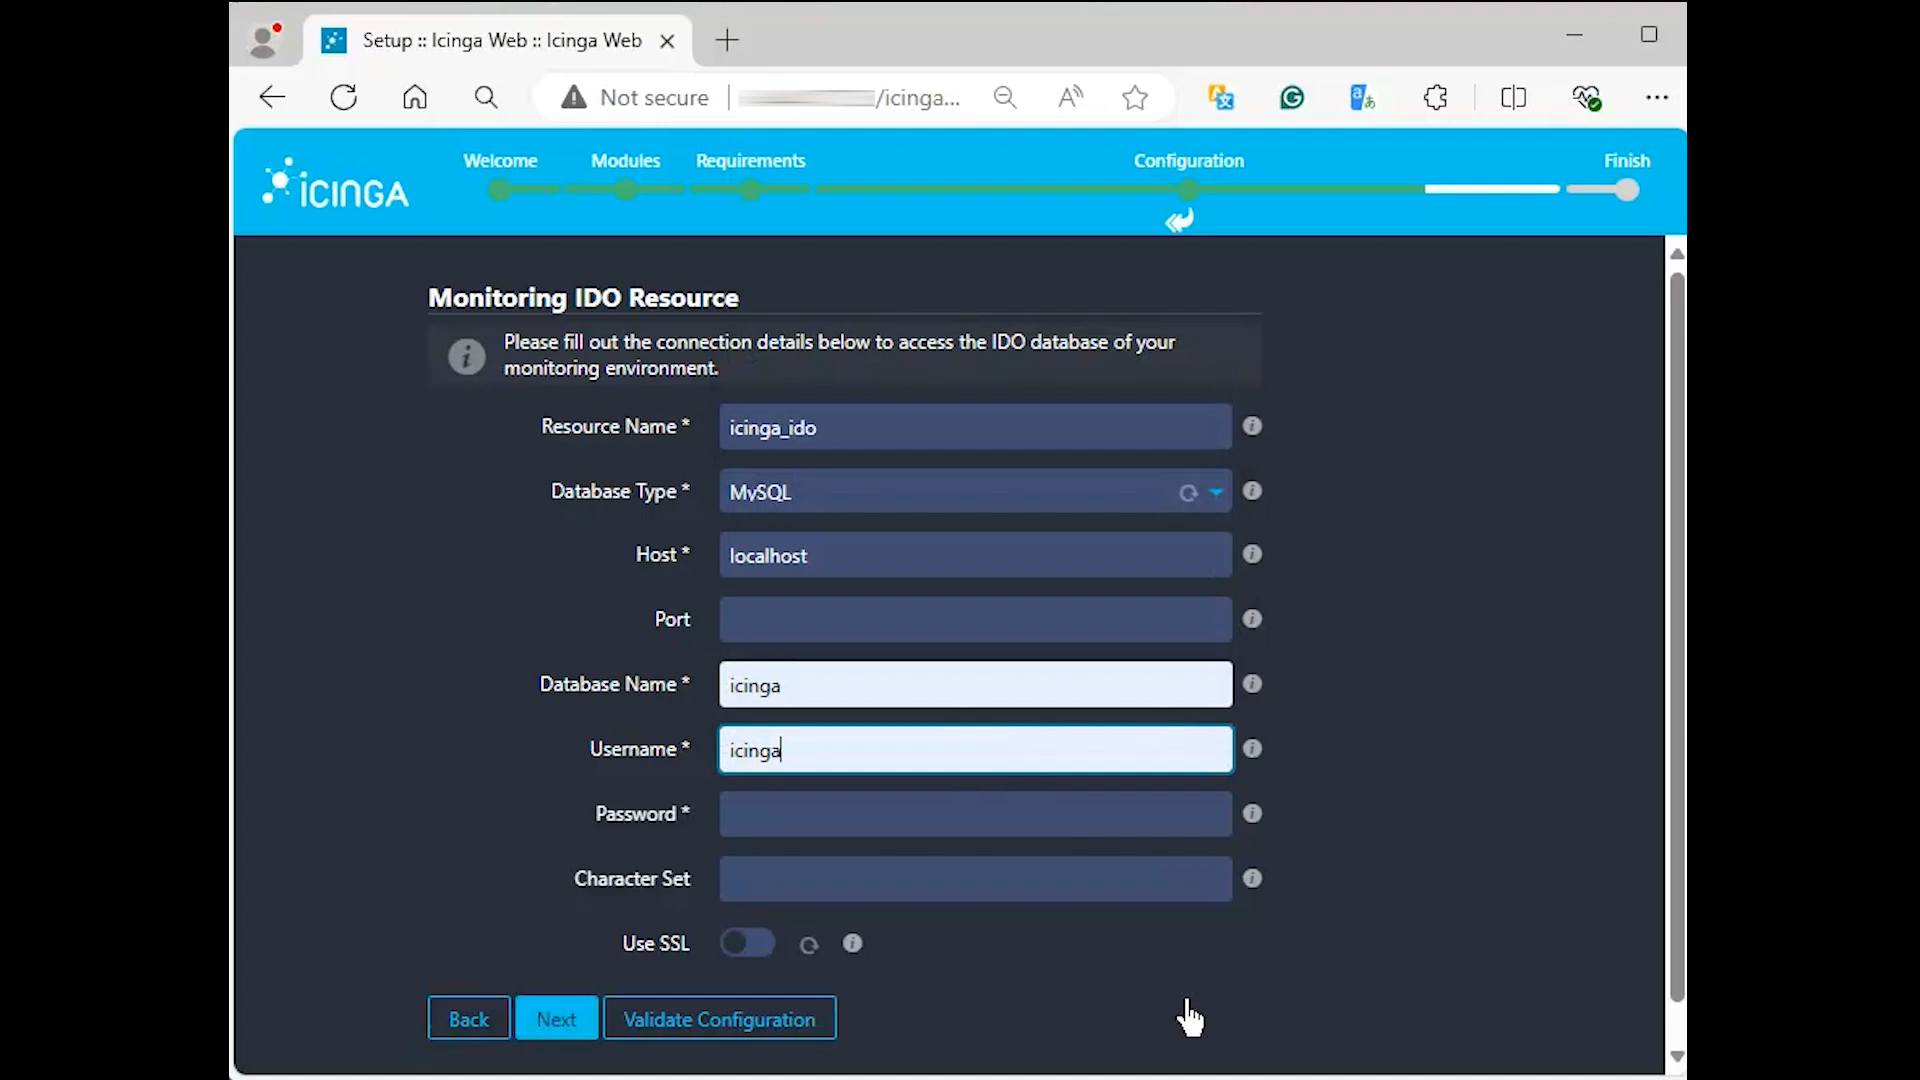 Setup :: Icinga Web :: Icinga Web
Not secure
/icinga...
Welcome
Modules
Requirements
Configuration
Finish
ICINGA
Monitoring IDO Resource
Please fill out the connection details below to access the IDO database of your
monitoring environment.
Resource Name *
icinga_ido
Database Type *
MySQL
Host *
localhost
Port
Database Name *
icinga
Username *
icinga
Password *
Character Set
Use SSL
Back
Next
Validate Configuration